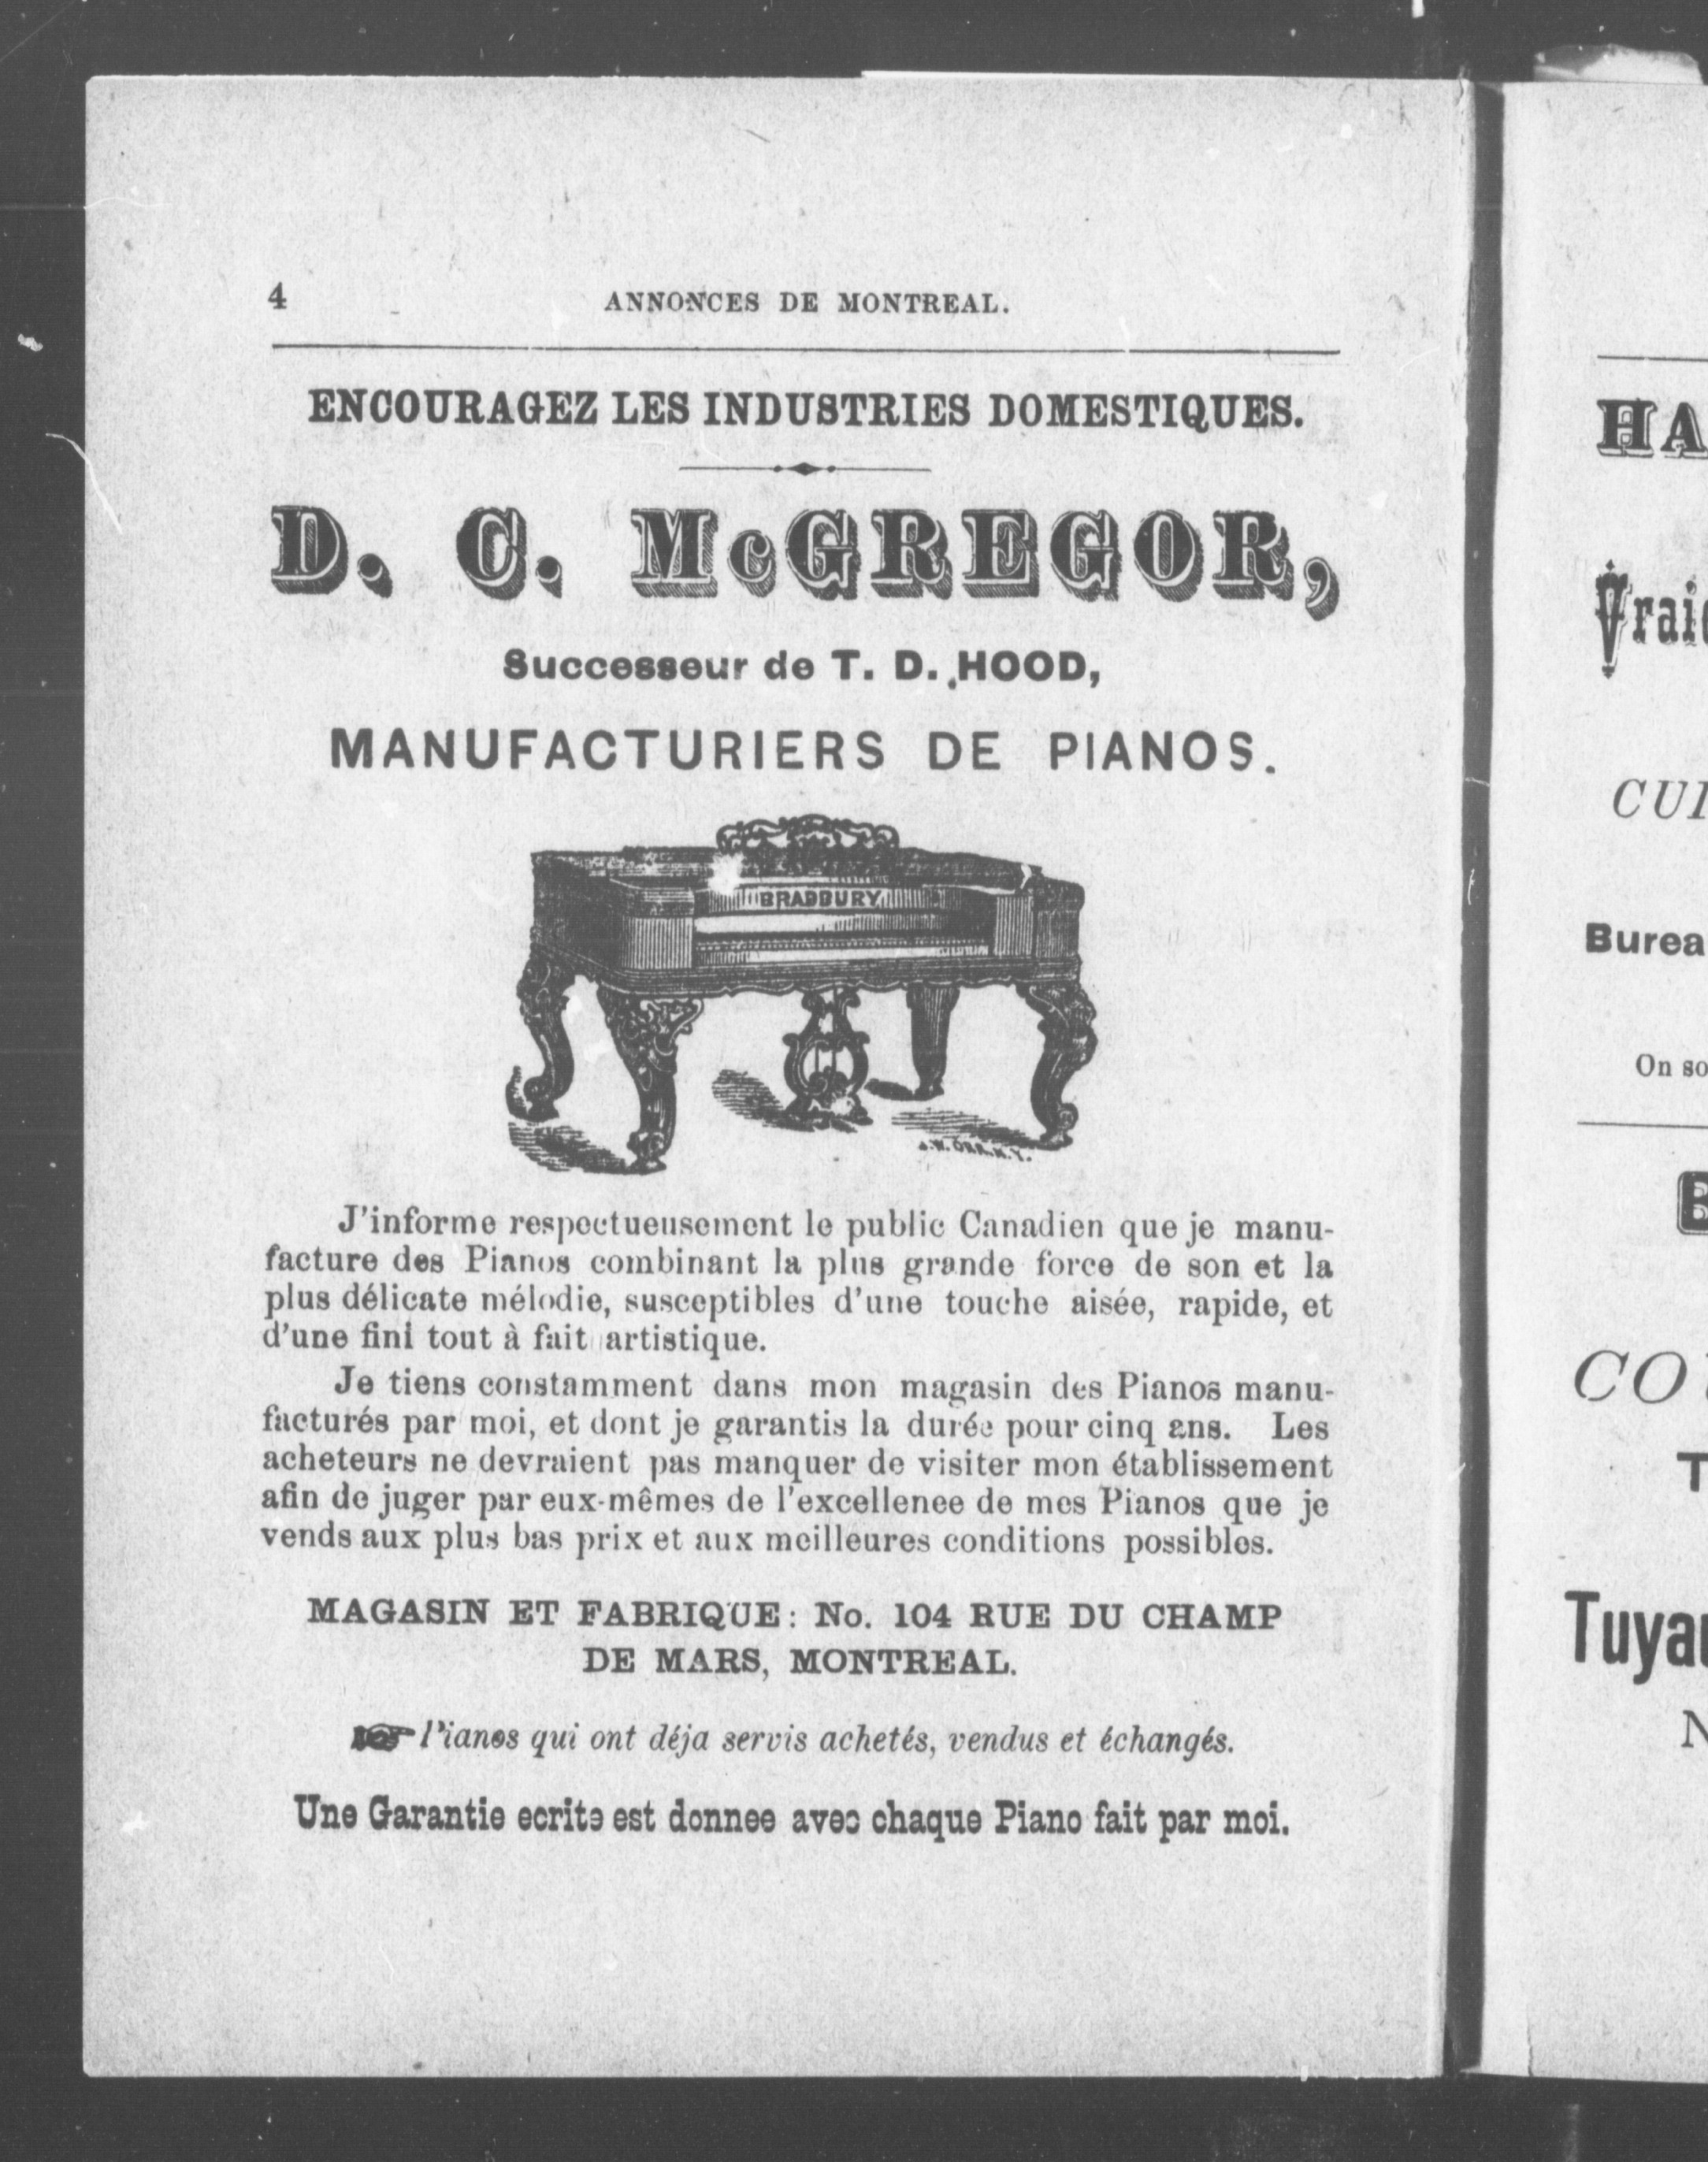 4 ANNONCES DE MONTREAL.
ENCOURAGEZ LES INDUSTRIES DOMESTIQUES.
D. C. McGREGOR,
Successeur de T. D. HOOD,
MANUFACTURIERS DE PIANOS.
BRADBURY
J.W. ORR. N.Y.
J'informe respectueusement le public Canadien que je manu-
facture des Pianos combinant la plus grande force de son et la
plus délicate mélodie, susceptibles d'une touche aisée, rapide, et
d'une fini tout à fait artistique.
Je tiens constamment dans mon magasin des Pianos manu-
facturés par moi, et dont je garantis la durée pour cinq ans. Les
acheteurs ne devraient pas manquer de visiter mon établissement
afin de juger par eux-mêmes de l'excellence de mes Pianos que je
vends aux plus bas prix et aux meilleures conditions possibles.
MAGASIN ET FABRIQUE: No. 104 RUE DU CHAMP
DE MARS, MONTREAL.
☞ Pianos qui ont déja servis achetés, vendus et échangés.
Une Garantie ecrite est donnee avec chaque Piano fait par moi.
HA
Vrai
CUI
Burea
On so
B
CO
T
Tuya
N